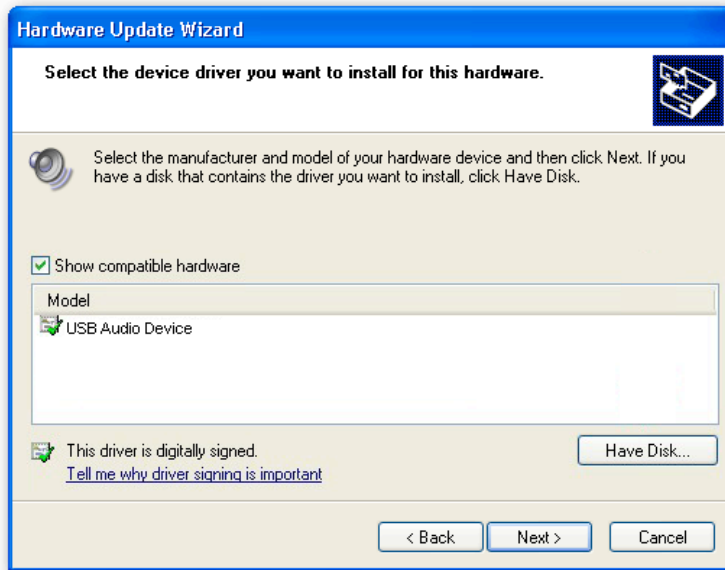 Hardware Update Wizard
Select the device driver you want to install for this hardware.
Select the manufacturer and model of your hardware device and then click Next. If you
have a disk that contains the driver you want to install, click Have Disk.
Show compatible hardware
Model
USB Audio Device
This driver is digitally signed.
Have Disk...
Tell me why driver signing is important
< Back
Next >
Cancel